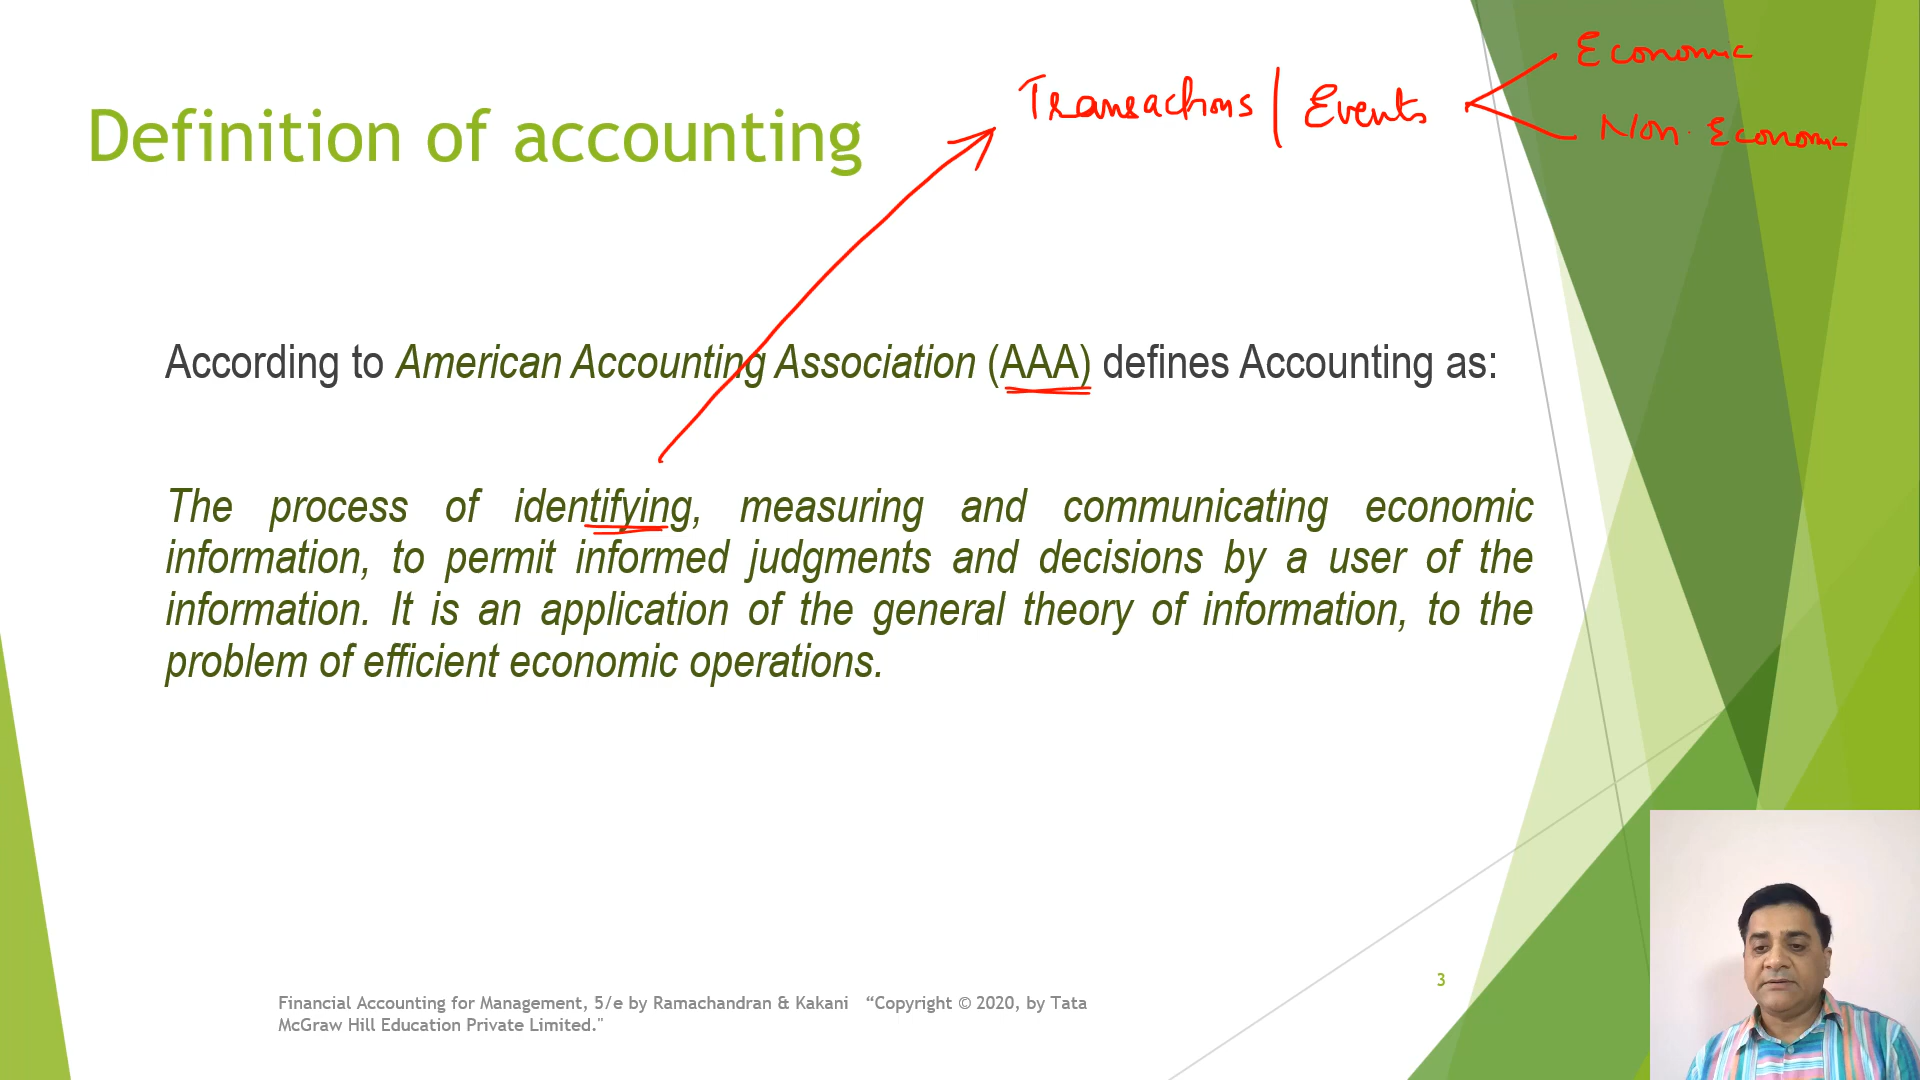 Economic
Transactions | Events
Non-Economic
Definition of accounting
According to American Accounting Association (AAA) defines Accounting as:
The process of identifying, measuring and communicating economic
information, to permit informed judgments and decisions by a user of the
information. It is an application of the general theory of information, to the
problem of efficient economic operations.
3
Financial Accounting for Management, 5/e by Ramachandran & Kakani “Copyright © 2020, by Tata
McGraw Hill Education Private Limited."